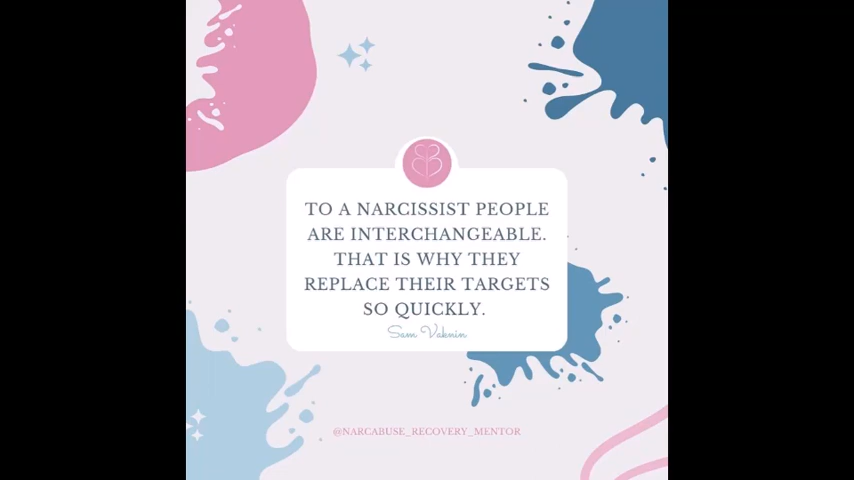 TO A NARCISSIST PEOPLE
ARE INTERCHANGEABLE.
THAT IS WHY THEY
REPLACE THEIR TARGETS
SO QUICKLY.
Sam Vaknin
@NARCABUSE_RECOVERY_MENTOR